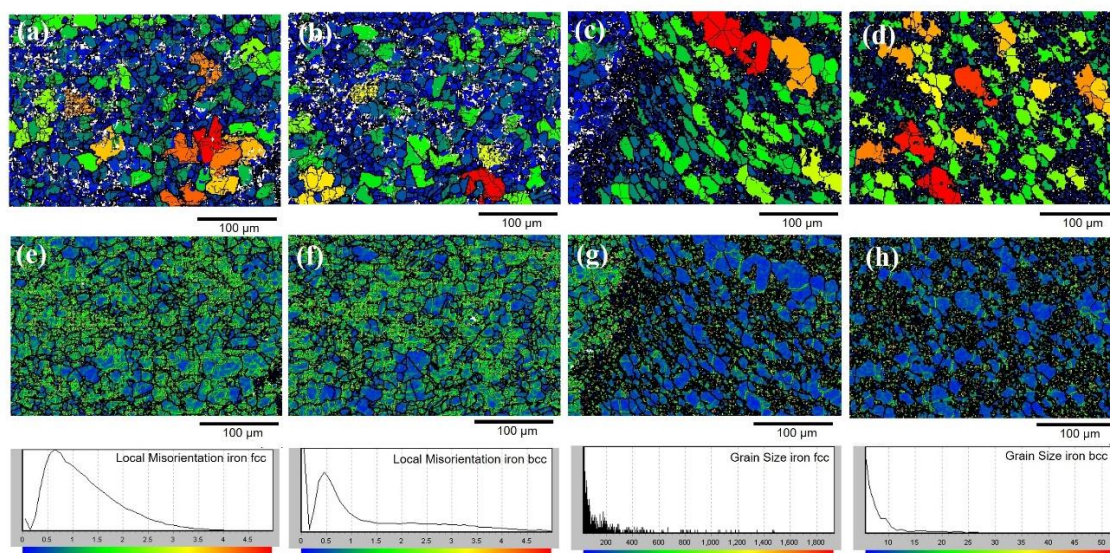 (a) (b) (c) (d)
100 µm 100 µm 100 µm 100 µm
(e) (f) (g) (h)
100 µm 100 µm 100 µm 100 µm
Local Misorientation iron fcc Local Misorientation iron bcc Grain Size iron fcc Grain Size iron bcc
0 0.5 1 1.5 2 2.5 3 3.5 4 4.5 0 0.5 1 1.5 2 2.5 3 3.5 4 4.5 200 400 600 800 1,000 1,200 1,400 1,600 1,800 10 15 20 25 30 35 40 45 50